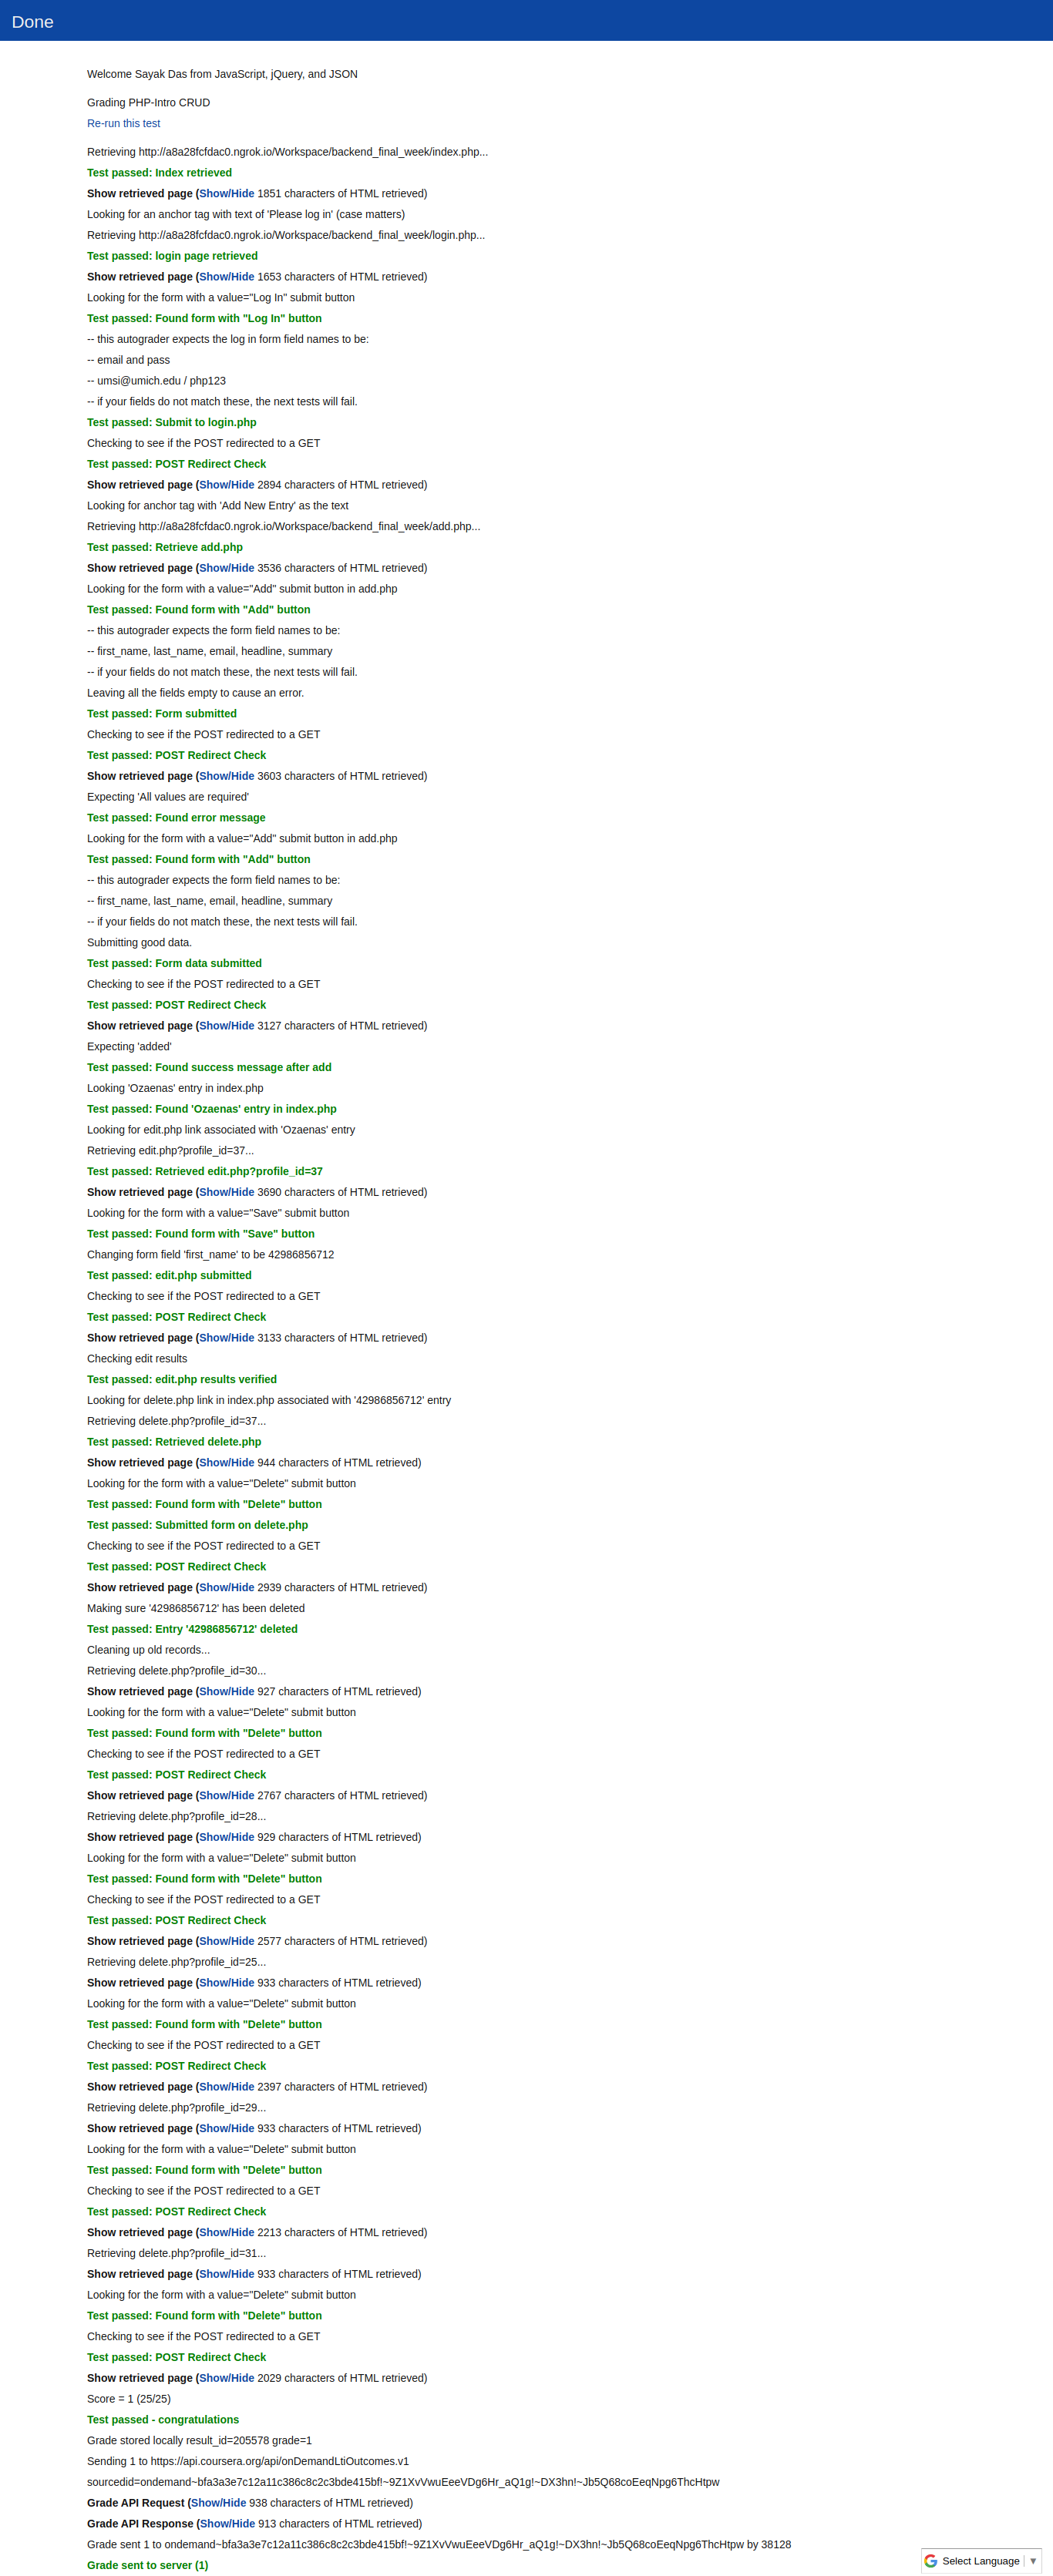 Done
Welcome Sayak Das from JavaScript, jQuery, and JSON
Grading PHP-Intro CRUD
Re-run this test
Retrieving http://a8a28fcfdac0.ngrok.io/Workspace/backend_final_week/index.php...
Test passed: Index retrieved
Show retrieved page (Show/Hide 1851 characters of HTML retrieved)
Looking for an anchor tag with text of 'Please log in' (case matters)
Retrieving http://a8a28fcfdac0.ngrok.io/Workspace/backend_final_week/login.php...
Test passed: login page retrieved
Show retrieved page (Show/Hide 1653 characters of HTML retrieved)
Looking for the form with a value="Log In" submit button
Test passed: Found form with "Log In" button
-- this autograder expects the log in form field names to be:
-- email and pass
-- umsi@umich.edu / php123
-- if your fields do not match these, the next tests will fail.
Test passed: Submit to login.php
Checking to see if the POST redirected to a GET
Test passed: POST Redirect Check
Show retrieved page (Show/Hide 2894 characters of HTML retrieved)
Looking for anchor tag with 'Add New Entry' as the text
Retrieving http://a8a28fcfdac0.ngrok.io/Workspace/backend_final_week/add.php...
Test passed: Retrieve add.php
Show retrieved page (Show/Hide 3536 characters of HTML retrieved)
Looking for the form with a value="Add" submit button in add.php
Test passed: Found form with "Add" button
-- this autograder expects the form field names to be:
-- first_name, last_name, email, headline, summary
-- if your fields do not match these, the next tests will fail.
Leaving all the fields empty to cause an error.
Test passed: Form submitted
Checking to see if the POST redirected to a GET
Test passed: POST Redirect Check
Show retrieved page (Show/Hide 3603 characters of HTML retrieved)
Expecting 'All values are required'
Test passed: Found error message
Looking for the form with a value="Add" submit button in add.php
Test passed: Found form with "Add" button
-- this autograder expects the form field names to be:
-- first_name, last_name, email, headline, summary
-- if your fields do not match these, the next tests will fail.
Submitting good data.
Test passed: Form data submitted
Checking to see if the POST redirected to a GET
Test passed: POST Redirect Check
Show retrieved page (Show/Hide 3127 characters of HTML retrieved)
Expecting 'added'
Test passed: Found success message after add
Looking 'Ozaenas' entry in index.php
Test passed: Found 'Ozaenas' entry in index.php
Looking for edit.php link associated with 'Ozaenas' entry
Retrieving edit.php?profile_id=37...
Test passed: Retrieved edit.php?profile_id=37
Show retrieved page (Show/Hide 3690 characters of HTML retrieved)
Looking for the form with a value="Save" submit button
Test passed: Found form with "Save" button
Changing form field 'first_name' to be 42986856712
Test passed: edit.php submitted
Checking to see if the POST redirected to a GET
Test passed: POST Redirect Check
Show retrieved page (Show/Hide 3133 characters of HTML retrieved)
Checking edit results
Test passed: edit.php results verified
Looking for delete.php link in index.php associated with '42986856712' entry
Retrieving delete.php?profile_id=37...
Test passed: Retrieved delete.php
Show retrieved page (Show/Hide 944 characters of HTML retrieved)
Looking for the form with a value="Delete" submit button
Test passed: Found form with "Delete" button
Test passed: Submitted form on delete.php
Checking to see if the POST redirected to a GET
Test passed: POST Redirect Check
Show retrieved page (Show/Hide 2939 characters of HTML retrieved)
Making sure '42986856712' has been deleted
Test passed: Entry '42986856712' deleted
Cleaning up old records...
Retrieving delete.php?profile_id=30...
Show retrieved page (Show/Hide 927 characters of HTML retrieved)
Looking for the form with a value="Delete" submit button
Test passed: Found form with "Delete" button
Checking to see if the POST redirected to a GET
Test passed: POST Redirect Check
Show retrieved page (Show/Hide 2767 characters of HTML retrieved)
Retrieving delete.php?profile_id=28...
Show retrieved page (Show/Hide 929 characters of HTML retrieved)
Looking for the form with a value="Delete" submit button
Test passed: Found form with "Delete" button
Checking to see if the POST redirected to a GET
Test passed: POST Redirect Check
Show retrieved page (Show/Hide 2577 characters of HTML retrieved)
Retrieving delete.php?profile_id=25...
Show retrieved page (Show/Hide 933 characters of HTML retrieved)
Looking for the form with a value="Delete" submit button
Test passed: Found form with "Delete" button
Checking to see if the POST redirected to a GET
Test passed: POST Redirect Check
Show retrieved page (Show/Hide 2397 characters of HTML retrieved)
Retrieving delete.php?profile_id=29...
Show retrieved page (Show/Hide 933 characters of HTML retrieved)
Looking for the form with a value="Delete" submit button
Test passed: Found form with "Delete" button
Checking to see if the POST redirected to a GET
Test passed: POST Redirect Check
Show retrieved page (Show/Hide 2213 characters of HTML retrieved)
Retrieving delete.php?profile_id=31...
Show retrieved page (Show/Hide 933 characters of HTML retrieved)
Looking for the form with a value="Delete" submit button
Test passed: Found form with "Delete" button
Checking to see if the POST redirected to a GET
Test passed: POST Redirect Check
Show retrieved page (Show/Hide 2029 characters of HTML retrieved)
Score = 1 (25/25)
Test passed - congratulations
Grade stored locally result_id=205578 grade=1
Sending 1 to https://api.coursera.org/api/onDemandLtiOutcomes.v1
sourcedid=ondemand~bfa3a3e7c12a11c386c8c2c3bde415bf!~9Z1XvVwuEeeVDg6Hr_aQ1g!~DX3hn!~Jb5Q68coEeqNpg6ThcHtpw
Grade API Request (Show/Hide 938 characters of HTML retrieved)
Grade API Response (Show/Hide 913 characters of HTML retrieved)
Grade sent 1 to ondemand~bfa3a3e7c12a11c386c8c2c3bde415bf!~9Z1XvVwuEeeVDg6Hr_aQ1g!~DX3hn!~Jb5Q68coEeqNpg6ThcHtpw by 38128
Grade sent to server (1)
Select Language ▼